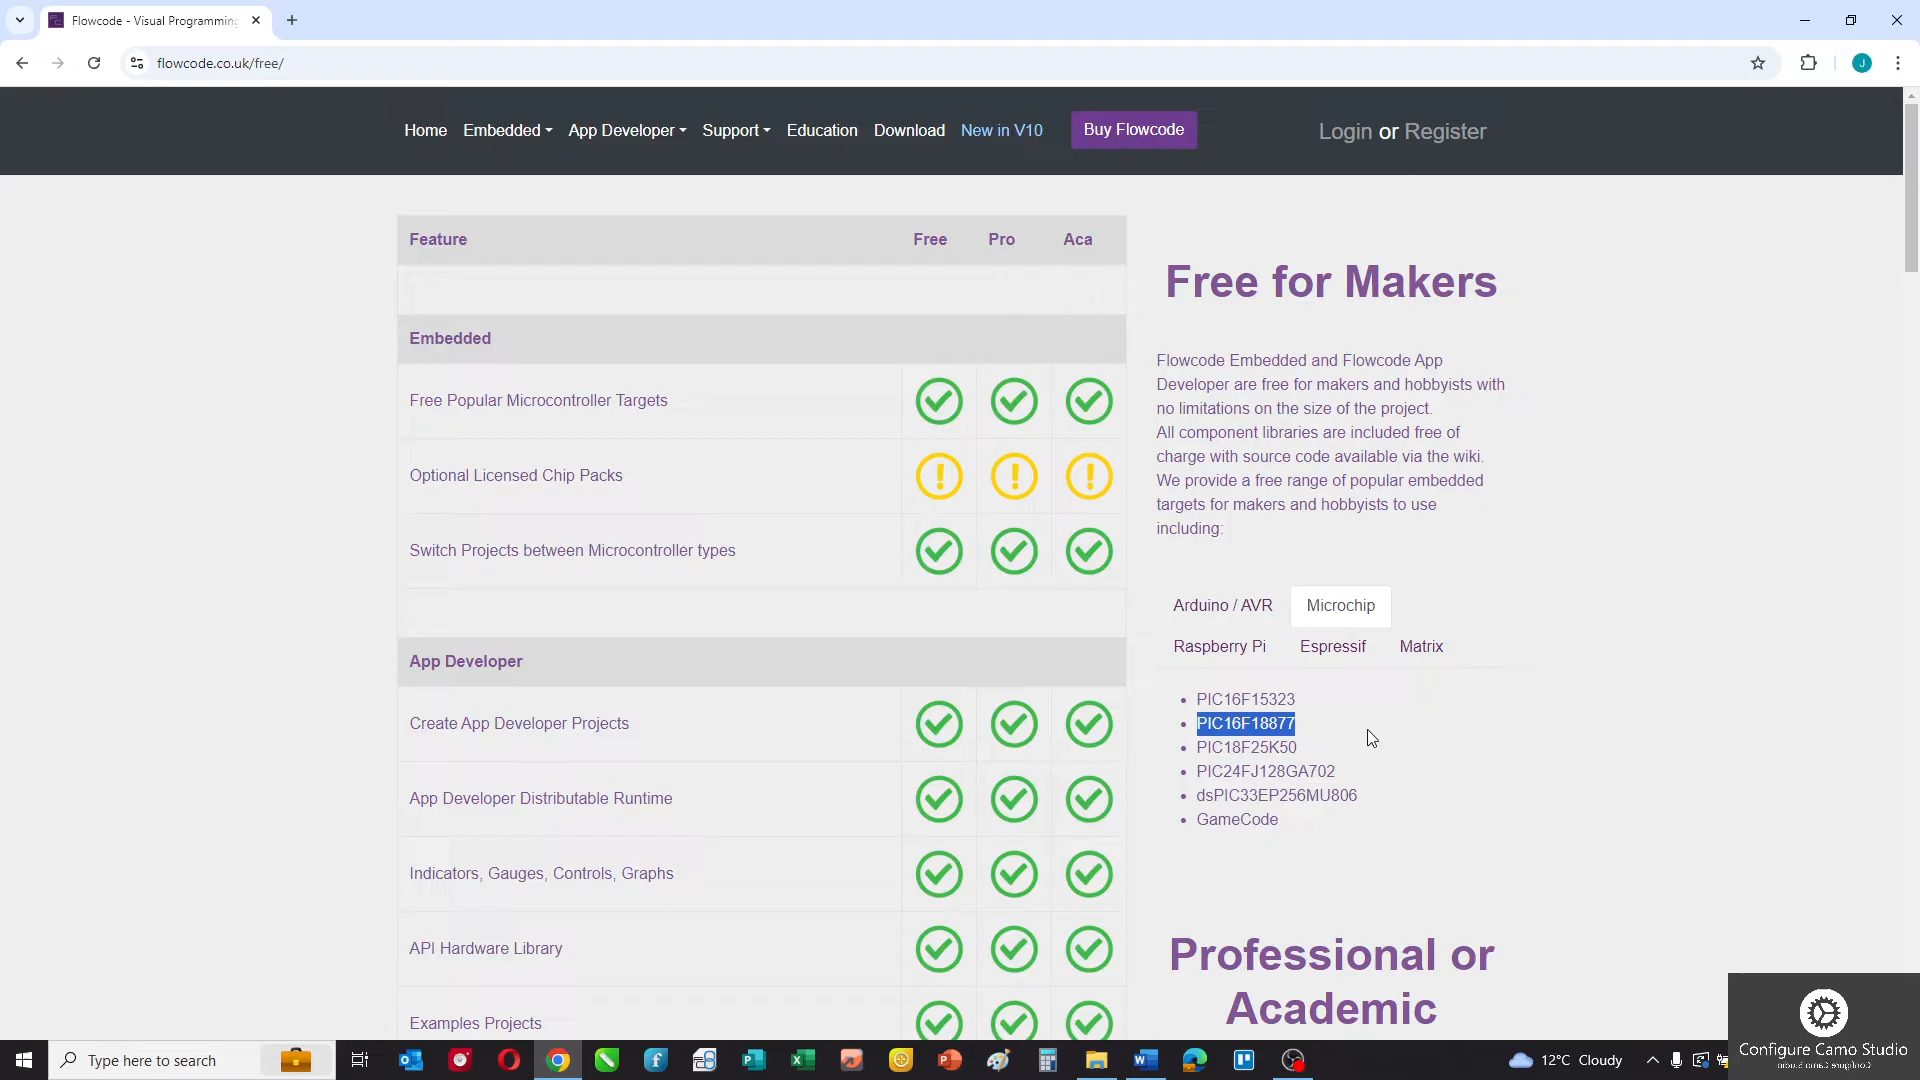 Flowcode - Visual Programming
flowcode.co.uk/free/
J
Home Embedded App Developer Support Education Download New in V10 Buy Flowcode Login or Register
Feature Free Pro Aca
Embedded
Free Popular Microcontroller Targets
Optional Licensed Chip Packs
Switch Projects between Microcontroller types
App Developer
Create App Developer Projects
App Developer Distributable Runtime
Indicators, Gauges, Controls, Graphs
API Hardware Library
Examples Projects
Free for Makers
Flowcode Embedded and Flowcode App
Developer are free for makers and hobbyists with
no limitations on the size of the project.
All component libraries are included free of
charge with source code available via the wiki.
We provide a free range of popular embedded
targets for makers and hobbyists to use
including:
Arduino / AVR Microchip
Raspberry Pi Espressif Matrix
PIC16F15323
PIC16F18877
PIC18F25K50
PIC24FJ128GA702
dsPIC33EP256MU806
GameCode
Professional or
Academic
Configure Camo Studio
Type here to search
12°C Cloudy